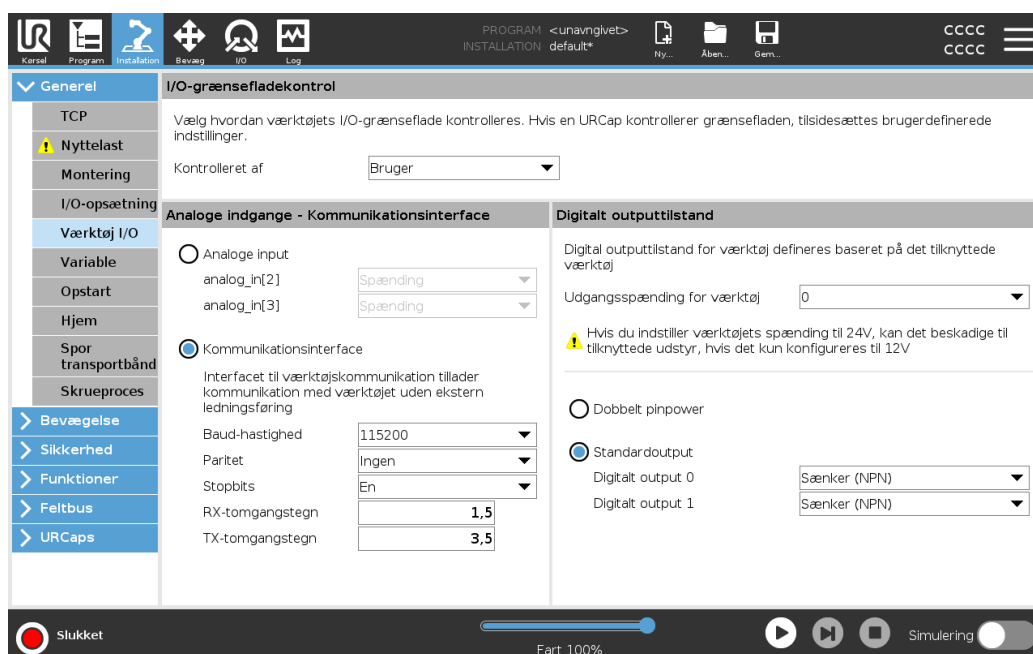 UR
PROGRAM <unavngivet>
INSTALLATION default*
CCCC
CCCC
Kørsel Program Installation Bevæg I/O Log Ny... Åben... Gem...
Generel
TCP
Nyttelast
Montering
I/O-opsætning
Værktøj I/O
Variable
Opstart
Hjem
Spor
transportbånd
Skrueproces
Bevægelse
Sikkerhed
Funktioner
Feltbus
URCaps
I/O-grænsefladekontrol
Vælg hvordan værktøjets I/O-grænseflade kontrolleres. Hvis en URCap kontrollerer grænsefladen, tilsidesættes brugerdefinerede
indstillinger.
Kontrolleret af Bruger
Analoge indgange - Kommunikationsinterface
Analoge input
analog_in[2] Spænding
analog_in[3] Spænding
Kommunikationsinterface
Interfacet til værktøjskommunikation tillader
kommunikation med værktøjet uden ekstern
ledningsføring
Baud-hastighed 115200
Paritet Ingen
Stopbits En
RX-tomgangstegn 1,5
TX-tomgangstegn 3,5
Digitalt outputtilstand
Digital outputtilstand for værktøj defineres baseret på det tilknyttede
værktøj
Udgangsspænding for værktøj 0
Hvis du indstiller værktøjets spænding til 24V, kan det beskadige til
tilknyttede udstyr, hvis det kun konfigureres til 12V
Dobbelt pinpower
Standardoutput
Digitalt output 0 Sænker (NPN)
Digitalt output 1 Sænker (NPN)
Slukket
Fart 100%
Simulering